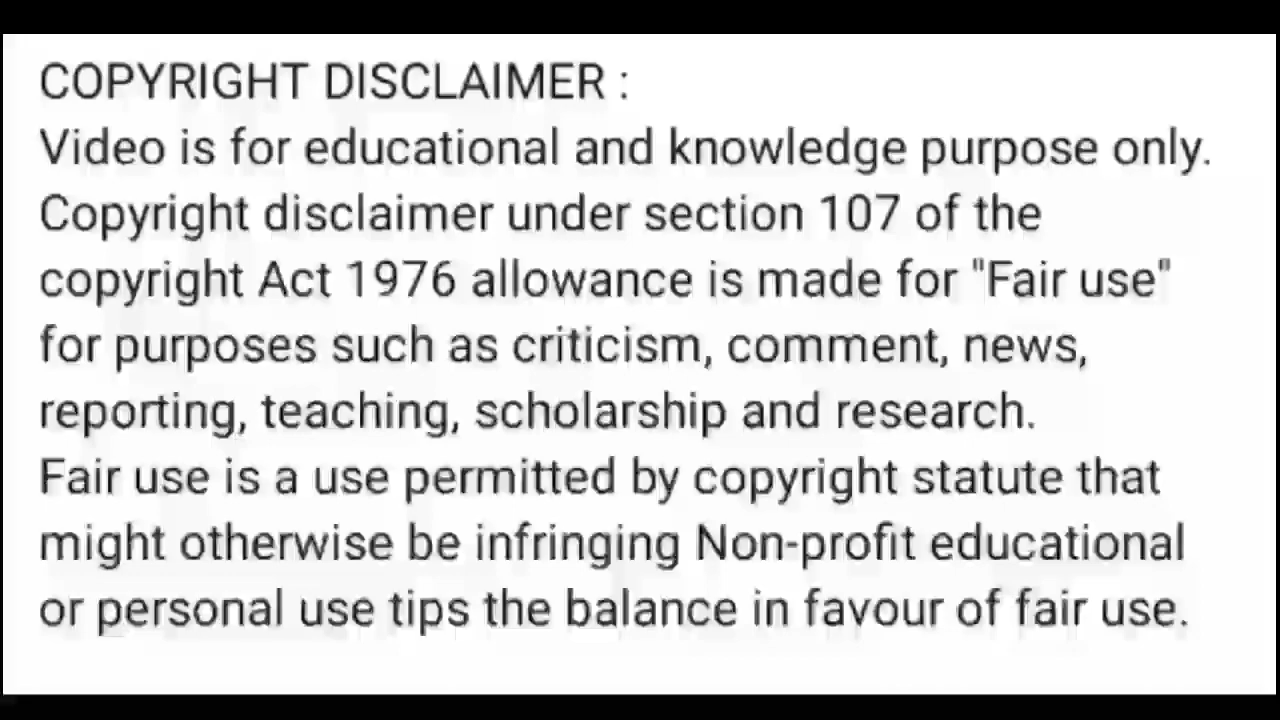 COPYRIGHT DISCLAIMER :
Video is for educational and knowledge purpose only.
Copyright disclaimer under section 107 of the
copyright Act 1976 allowance is made for "Fair use"
for purposes such as criticism, comment, news,
reporting, teaching, scholarship and research.
Fair use is a use permitted by copyright statute that
might otherwise be infringing Non-profit educational
or personal use tips the balance in favour of fair use.